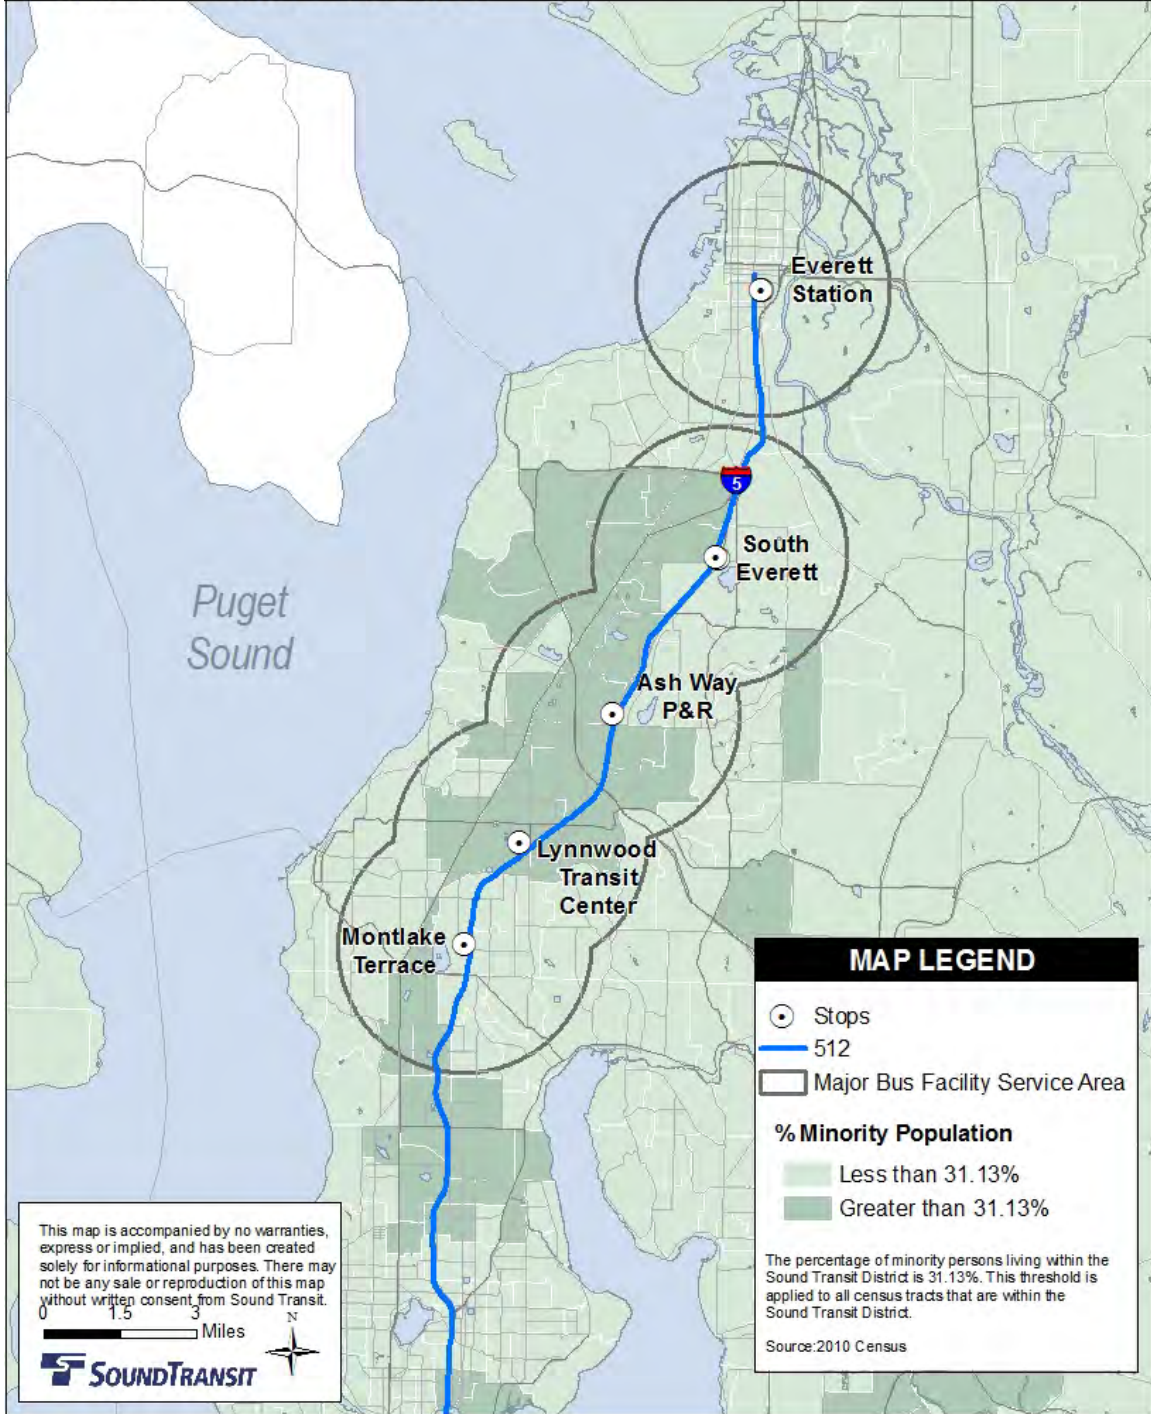 Everett
Station
5
South
Everett
Puget
Sound
Ash Way
P&R
Lynnwood
Transit
Center
Montlake
Terrace
MAP LEGEND
Stops
512
Major Bus Facility Service Area
% Minority Population
Less than 31.13%
Greater than 31.13%
The percentage of minority persons living within the
Sound Transit District is 31.13%. This threshold is
applied to all census tracts that are within the
Sound Transit District.
Source:2010 Census
This map is accompanied by no warranties,
express or implied, and has been created
solely for informational purposes. There may
not be any sale or reproduction of this map
without written consent from Sound Transit.
0 1.5 3
Miles
N
SOUNDTRANSIT